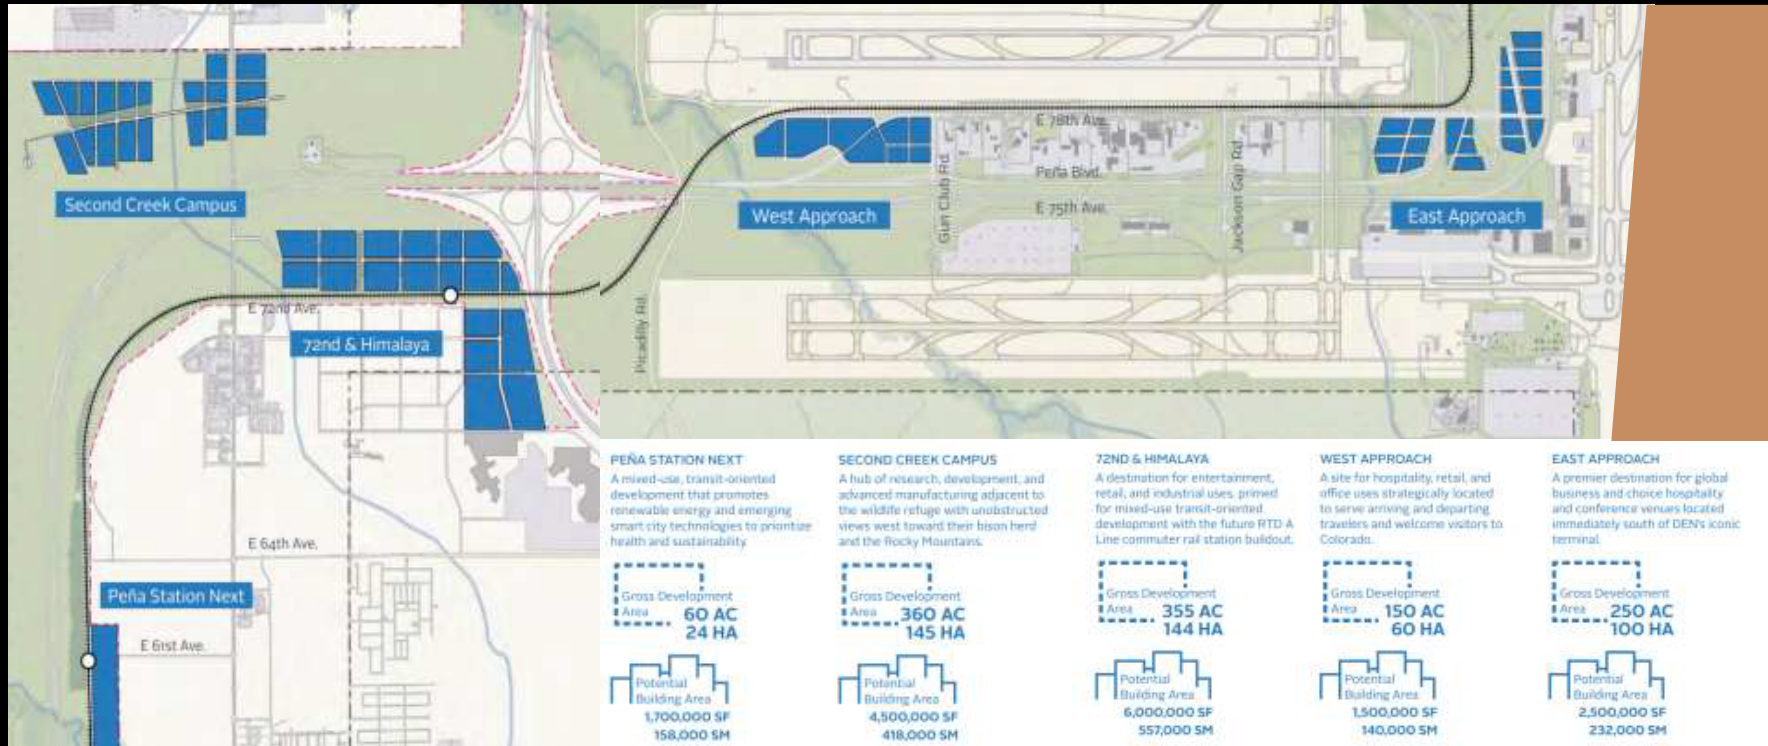 Second Creek Campus
E 72nd Ave.
72nd & Himalaya
E 64th Ave.
Peña Station Next
E 61st Ave.
E 78th Ave.
Peña Blvd.
E 75th Ave.
West Approach
East Approach
Gun Club Rd.
Jackson Gap Rd.
Picadilly Rd.
PEÑA STATION NEXT
A mixed-use, transit-oriented
development that promotes
renewable energy and emerging
smart city technologies to prioritize
health and sustainability.
Gross Development
Area 60 AC
24 HA
Potential
Building Area
1,700,000 SF
158,000 SM
SECOND CREEK CAMPUS
A hub of research, development, and
advanced manufacturing adjacent to
the wildlife refuge with unobstructed
views west toward their bison herd
and the Rocky Mountains.
Gross Development
Area 360 AC
145 HA
Potential
Building Area
4,500,000 SF
418,000 SM
72ND & HIMALAYA
A destination for entertainment,
retail, and industrial uses, primed
for mixed-use transit-oriented
development with the future RTD A
Line commuter rail station buildout.
Gross Development
Area 355 AC
144 HA
Potential
Building Area
6,000,000 SF
557,000 SM
WEST APPROACH
A site for hospitality, retail, and
office uses strategically located
to serve arriving and departing
travelers and welcome visitors to
Colorado.
Gross Development
Area 150 AC
60 HA
Potential
Building Area
1,500,000 SF
140,000 SM
EAST APPROACH
A premier destination for global
business and choice hospitality
and conference venues located
immediately south of DEN's iconic
terminal.
Gross Development
Area 250 AC
100 HA
Potential
Building Area
2,500,000 SF
232,000 SM